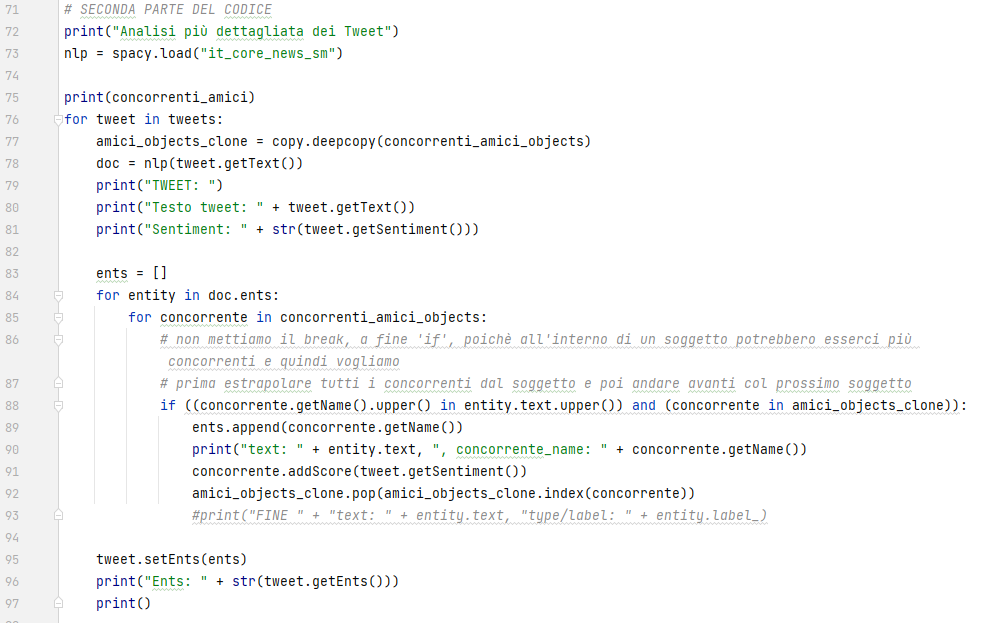 71 # SECONDA PARTE DEL CODICE
72 print("Analisi più dettagliata dei Tweet")
73 nlp = spacy.load("it_core_news_sm")
74
75 print(concorrenti_amici)
76 for tweet in tweets:
77     amici_objects_clone = copy.deepcopy(concorrenti_amici_objects)
78     doc = nlp(tweet.getText())
79     print("TWEET: ")
80     print("Testo tweet: " + tweet.getText())
81     print("Sentiment: " + str(tweet.getSentiment()))
82
83     ents = []
84     for entity in doc.ents:
85         for concorrente in concorrenti_amici_objects:
86             # non mettiamo il break, a fine 'if', poichè all'interno di un soggetto potrebbero esserci più
             concorrenti e quindi vogliamo
87             # prima estrapolare tutti i concorrenti dal soggetto e poi andare avanti col prossimo soggetto
88             if ((concorrente.getName().upper() in entity.text.upper()) and (concorrente in amici_objects_clone)):
89                 ents.append(concorrente.getName())
90                 print("text: " + entity.text, ", concorrente_name: " + concorrente.getName())
91                 concorrente.addScore(tweet.getSentiment())
92                 amici_objects_clone.pop(amici_objects_clone.index(concorrente))
93                 #print("FINE " + "text: " + entity.text, "type/label: " + entity.label_)
94
95     tweet.setEnts(ents)
96     print("Ents: " + str(tweet.getEnts()))
97     print()